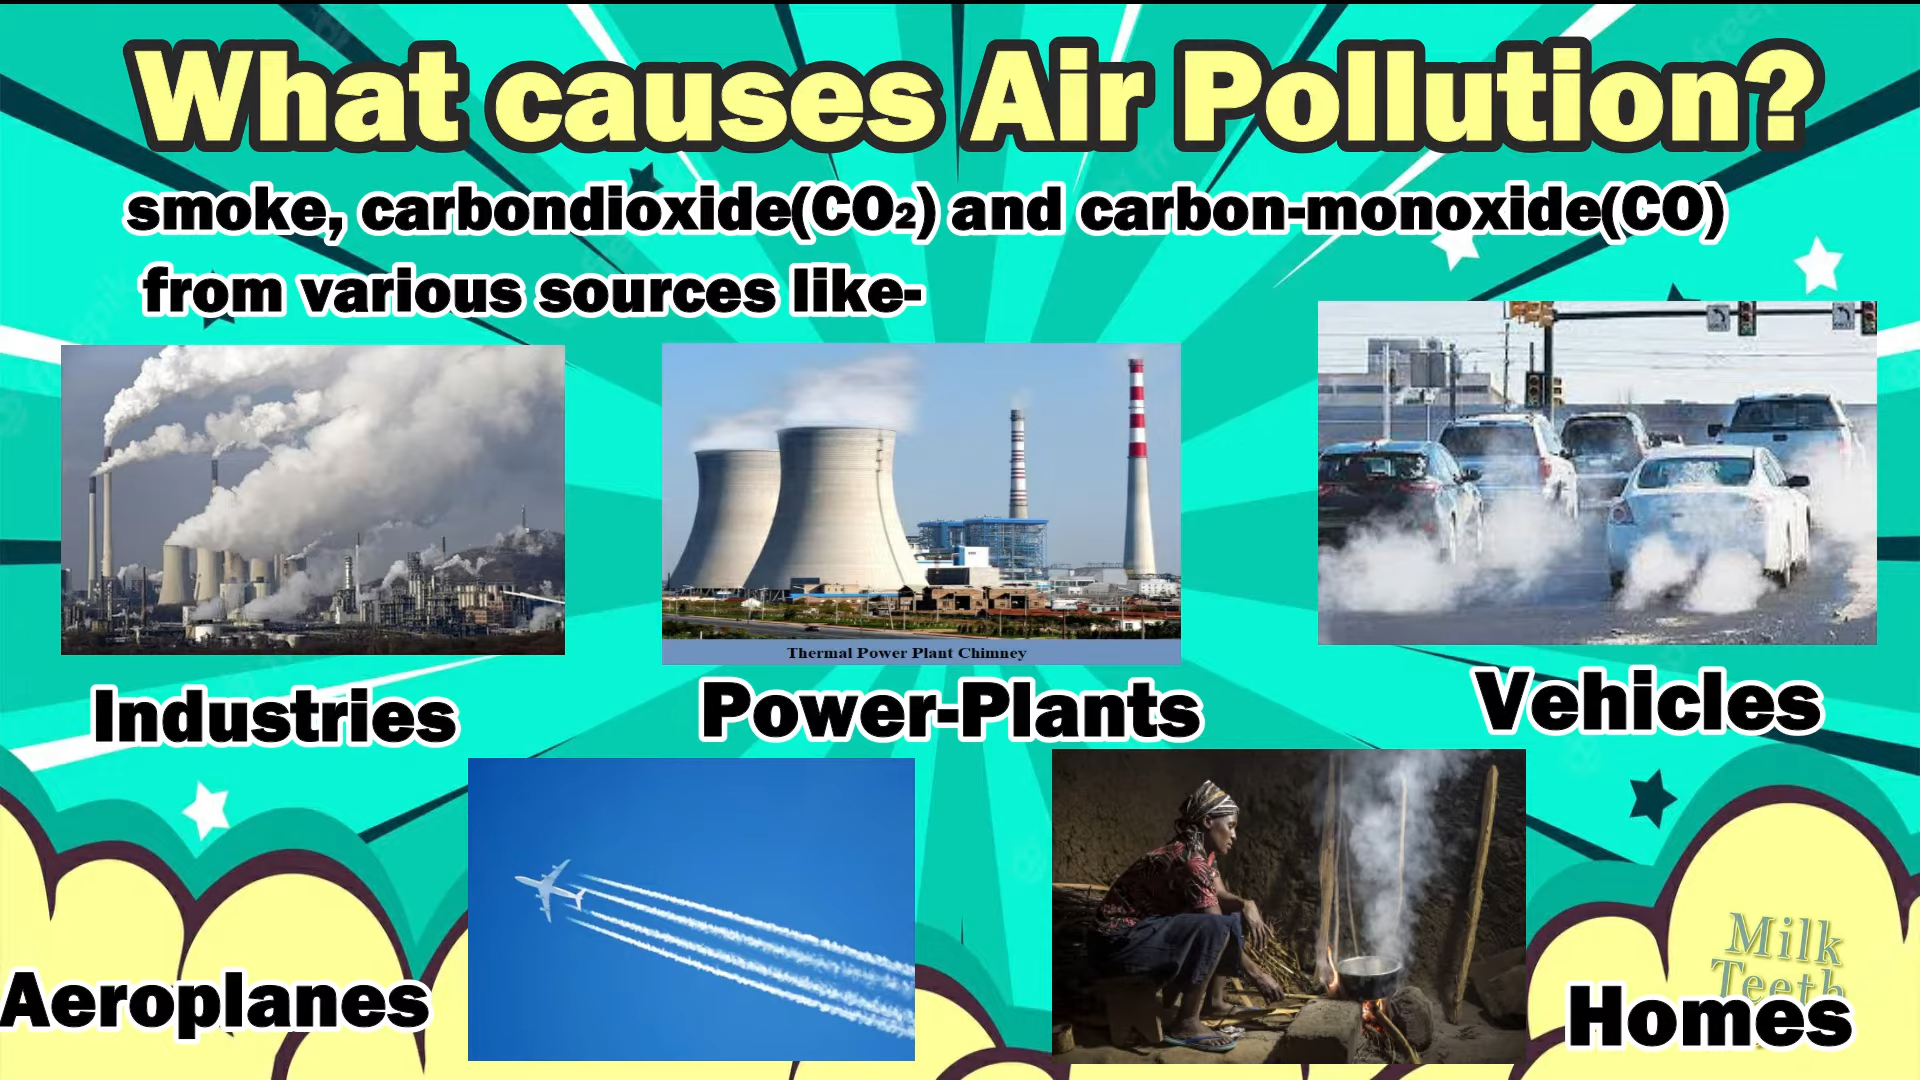 What causes Air Pollution?
smoke, carbondioxide(CO₂) and carbon-monoxide(CO)
from various sources like-
Thermal Power Plant Chimney
Industries
Power-Plants
Vehicles
Aeroplanes
Milk
Teeth
Homes